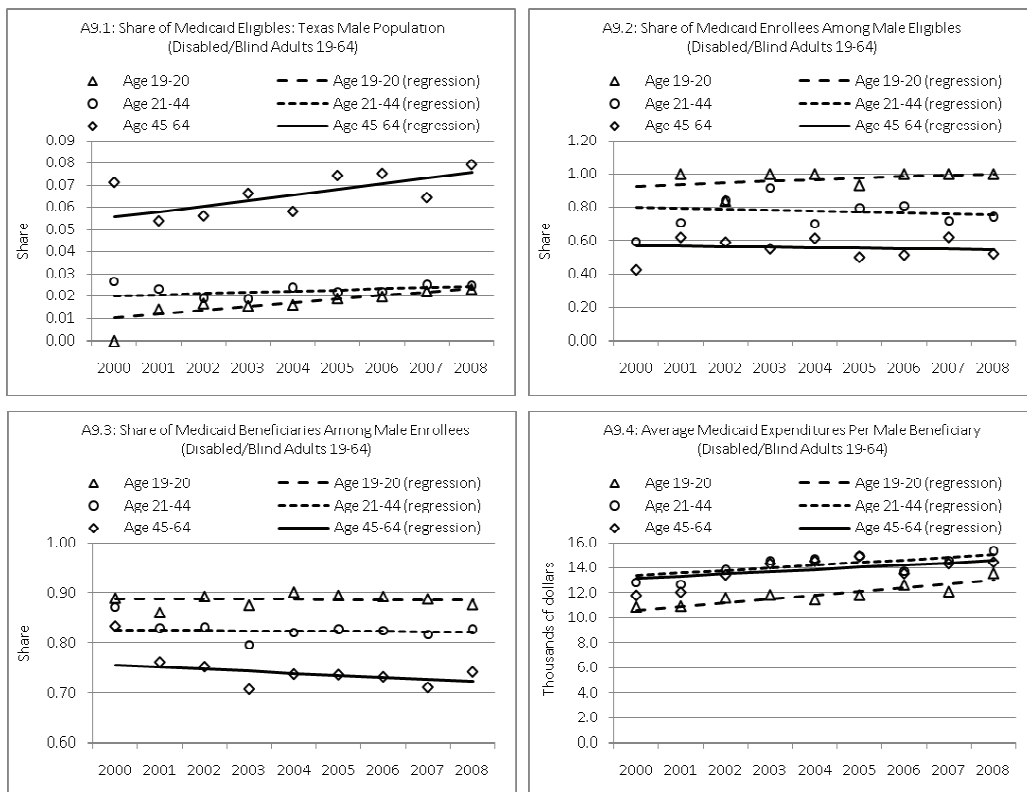 A9.1: Share of Medicaid Eligibles: Texas Male Population
(Disabled/Blind Adults 19-64)
Age 19-20
Age 19-20 (regression)
Age 21-44
Age 21-44 (regression)
Age 45-64
Age 45-64 (regression)
0.09
0.08
0.07
0.06
0.05
0.04
0.03
0.02
0.01
0.00
Share
2000 2001 2002 2003 2004 2005 2006 2007 2008
A9.2: Share of Medicaid Enrollees Among Male Eligibles
(Disabled/Blind Adults 19-64)
Age 19-20
Age 19-20 (regression)
Age 21-44
Age 21-44 (regression)
Age 45-64
Age 45-64 (regression)
1.20
1.00
0.80
0.60
0.40
0.20
0.00
Share
2000 2001 2002 2003 2004 2005 2006 2007 2008
A9.3: Share of Medicaid Beneficiaries Among Male Enrollees
(Disabled/Blind Adults 19-64)
Age 19-20
Age 19-20 (regression)
Age 21-44
Age 21-44 (regression)
Age 45-64
Age 45-64 (regression)
1.00
0.90
0.80
0.70
0.60
Share
2000 2001 2002 2003 2004 2005 2006 2007 2008
A9.4: Average Medicaid Expenditures Per Male Beneficiary
(Disabled/Blind Adults 19-64)
Age 19-20
Age 19-20 (regression)
Age 21-44
Age 21-44 (regression)
Age 45-64
Age 45-64 (regression)
16.0
14.0
12.0
10.0
8.0
6.0
4.0
2.0
0.0
Thousands of dollars
2000 2001 2002 2003 2004 2005 2006 2007 2008